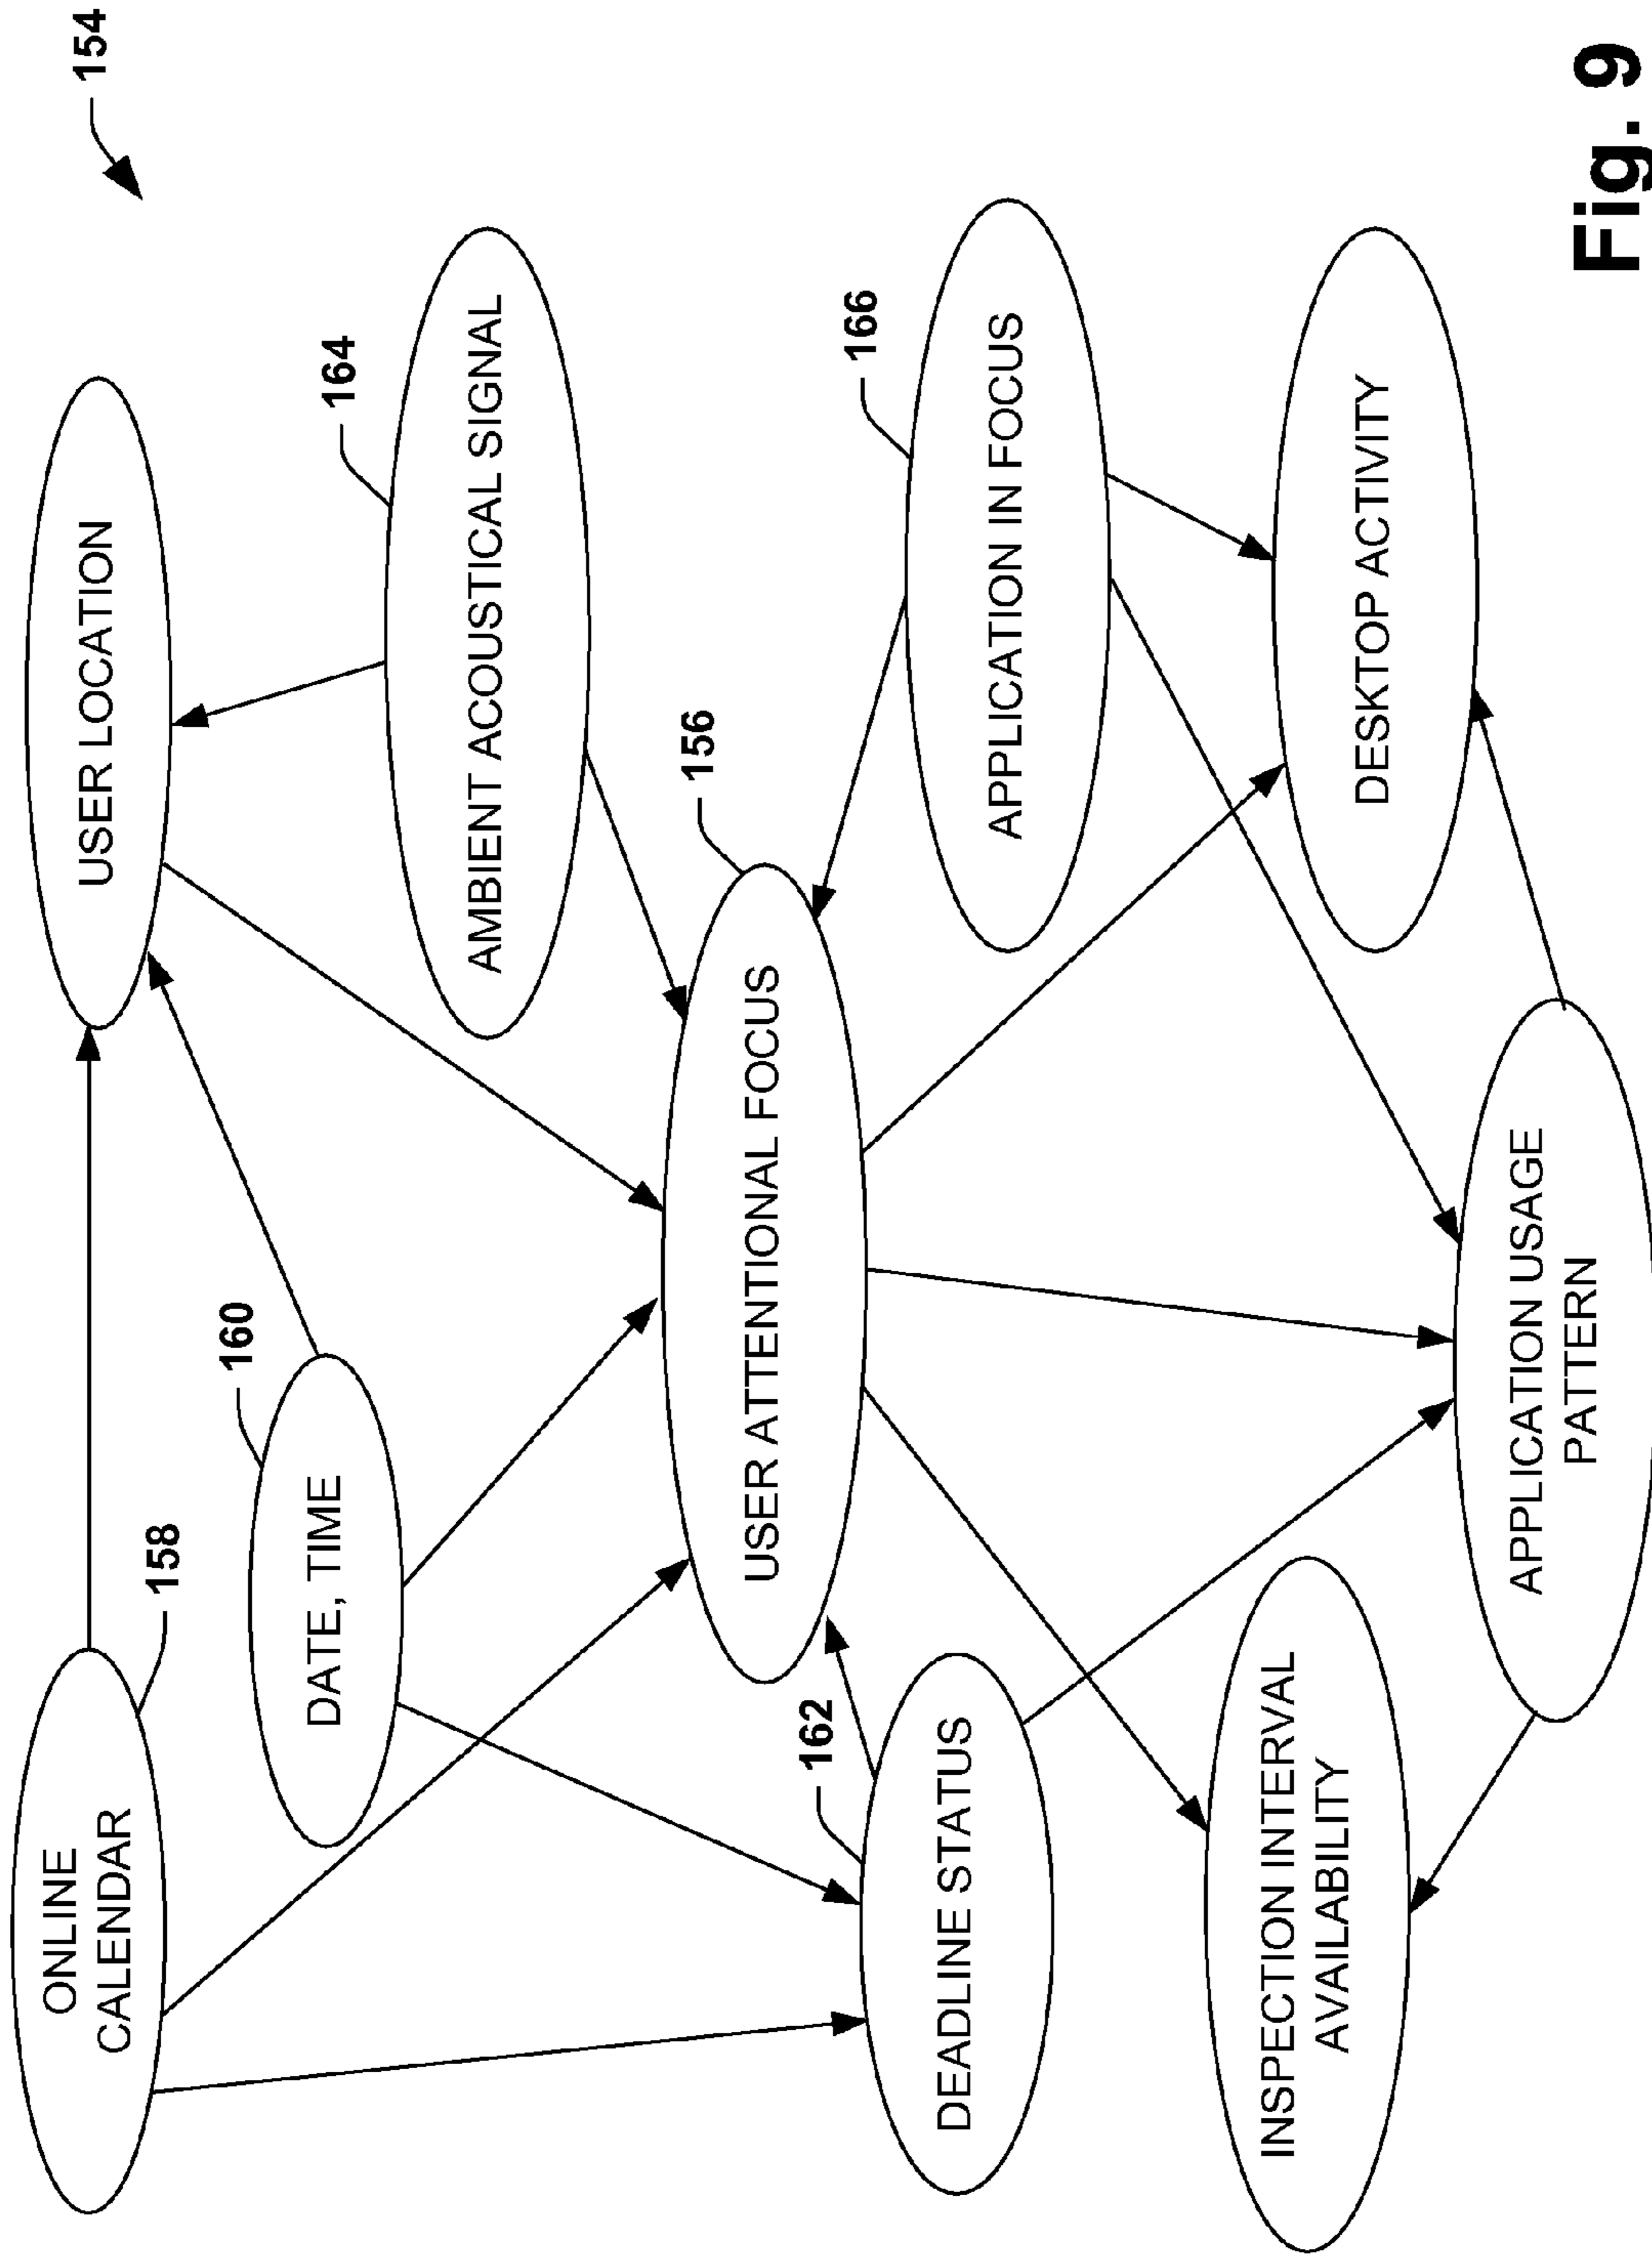 154
ONLINE
CALENDAR
158
USER LOCATION
160
DATE, TIME
164
AMBIENT ACOUSTICAL SIGNAL
156
USER ATTENTIONAL FOCUS
162
DEADLINE STATUS
166
APPLICATION IN FOCUS
INSPECTION INTERVAL
AVAILABILITY
DESKTOP ACTIVITY
APPLICATION USAGE
PATTERN
Fig. 9